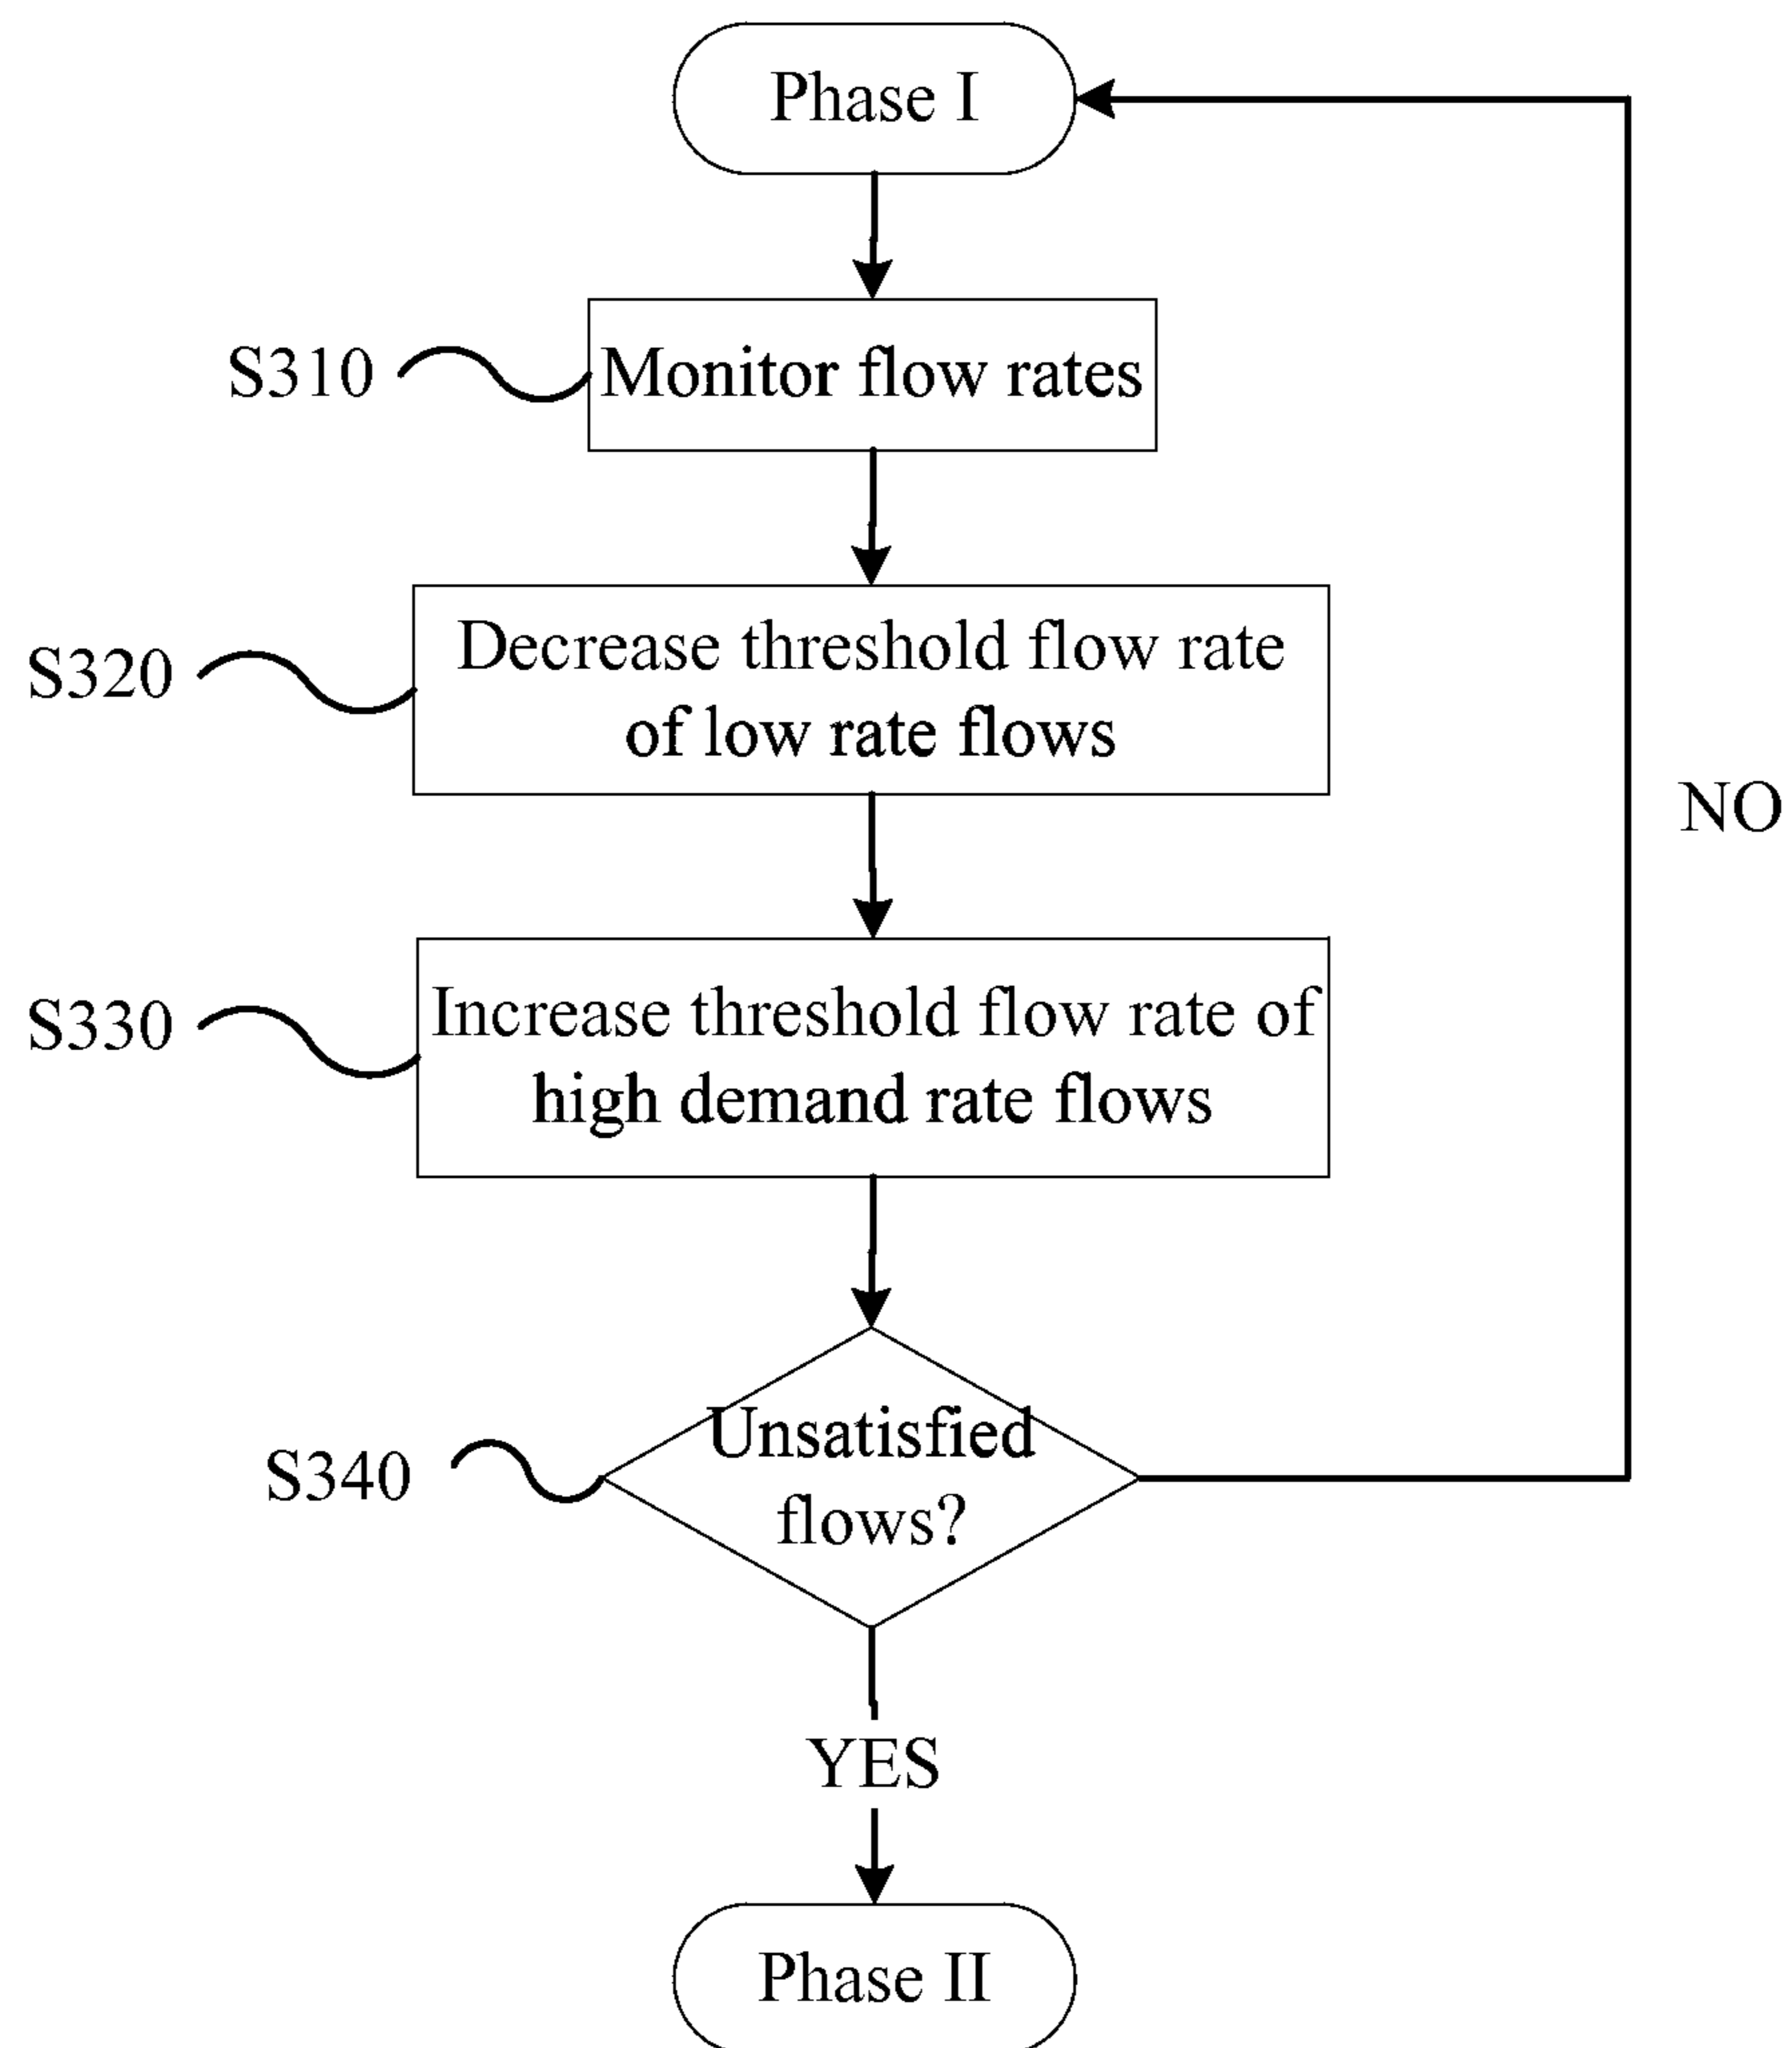 Phase I
S310
Monitor flow rates
S320
Decrease threshold flow rate
of low rate flows
NO
S330
Increase threshold flow rate of
high demand rate flows
S340
Unsatisfied
flows?
YES
Phase II